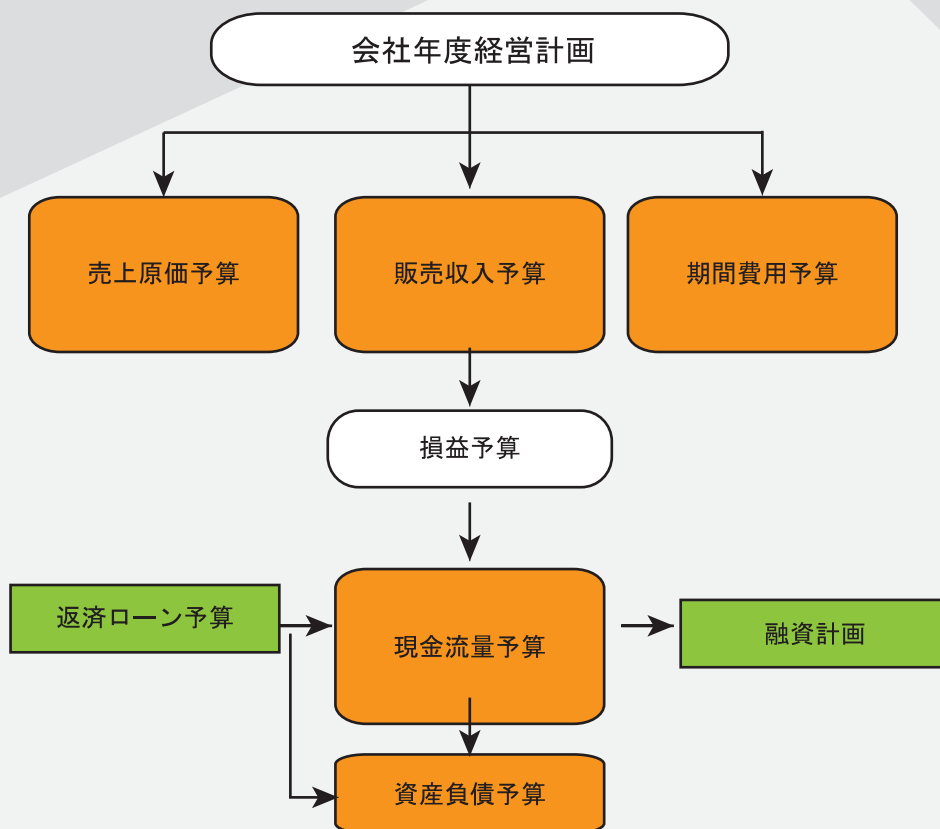 会社年度経営計画
売上原価予算
販売収入予算
期間費用予算
損益予算
返済ローン予算
現金流量予算
融資計画
資産負債予算